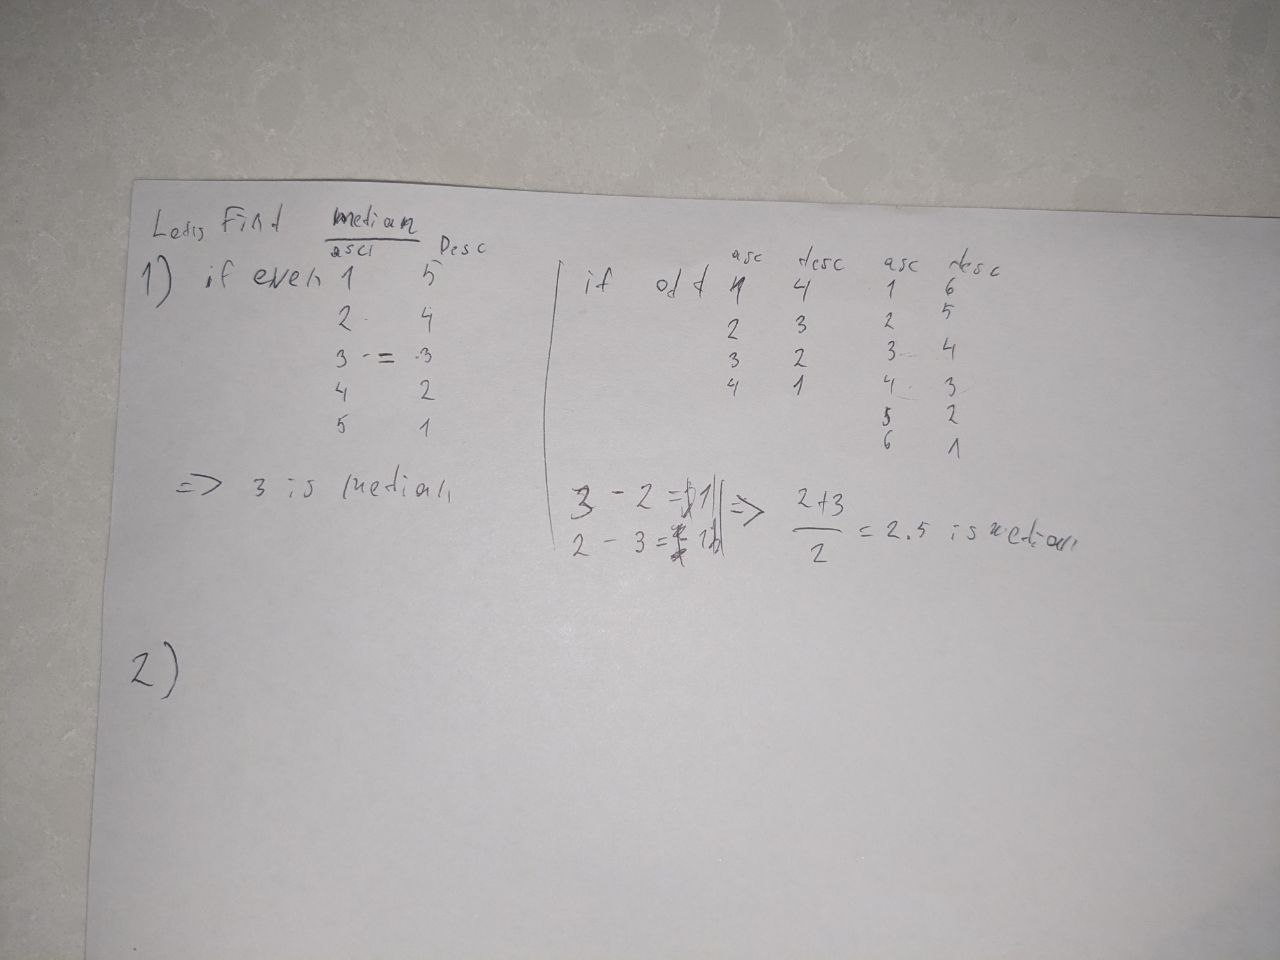 Lets Find median
asc Desc
1) if even 1 5
2 4
3 = 3
4 2
5 1
=> 3 is median
if odd
asc desc asc desc
1 4 1 6
2 3 2 5
3 2 3 4
4 1 4 3
5 2
6 1
3 - 2 = |1|
2 - 3 =
=> 2+3
2
= 2.5 is median
2)